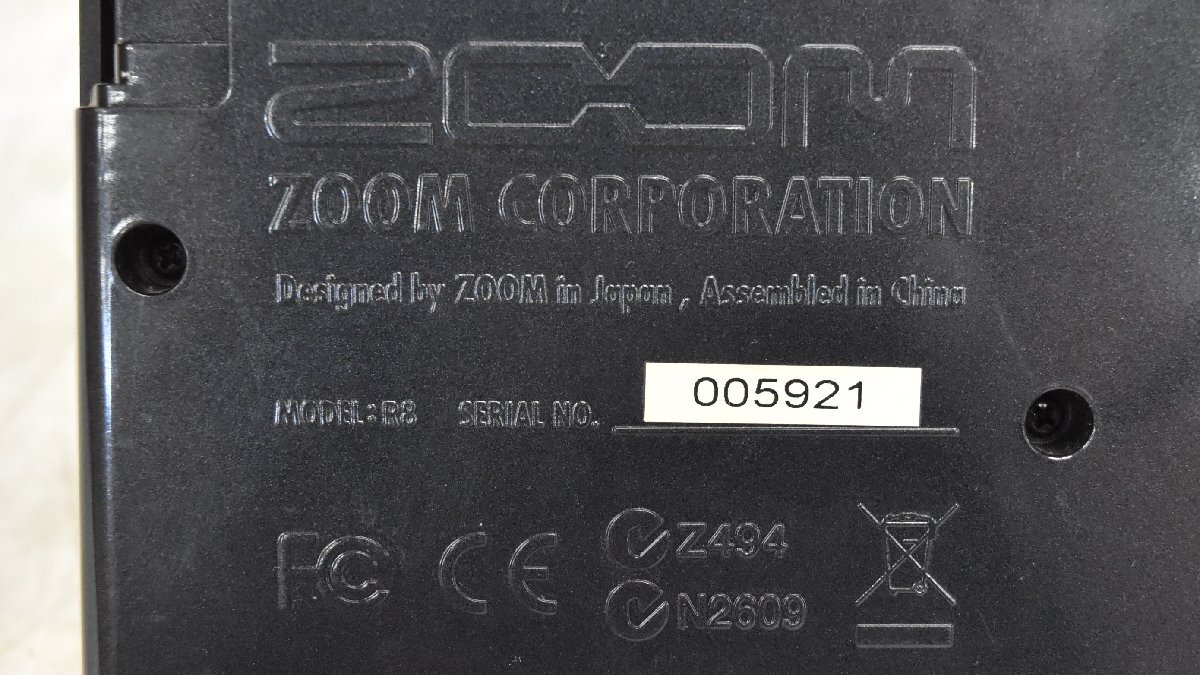 ZOOM
ZOOM CORPORATION
Designed by ZOOM in Japan , Assembled in China
MODEL : R8 SERIAL NO. 005921
FC CE Z494
N2609